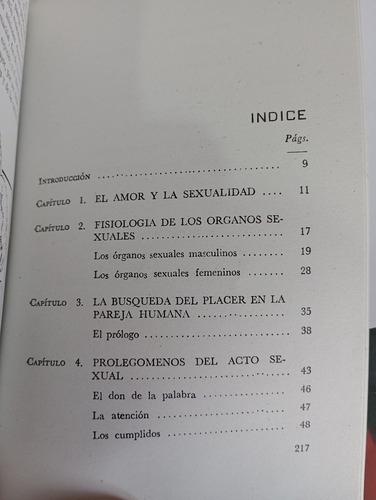 INDICE
Págs.
INTRODUCCIÓN .......................... 9
CAPÍTULO 1. EL AMOR Y LA SEXUALIDAD .... 11
CAPÍTULO 2. FISIOLOGIA DE LOS ORGANOS SE-
XUALES ................... 17
Los órganos sexuales masculinos ........ 19
Los órganos sexuales femeninos ........ 28
CAPÍTULO 3. LA BUSQUEDA DEL PLACER EN LA
PAREJA HUMANA ............ 35
El prólogo ................... 38
CAPÍTULO 4. PROLEGOMENOS DEL ACTO SE-
XUAL .................... 43
El don de la palabra ............ 46
La atención .................. 47
Los cumplidos ................ 48
217